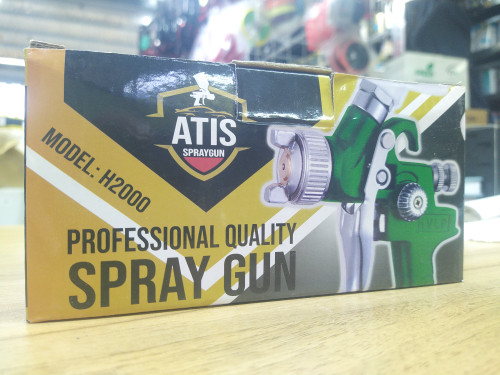 ATIS
SPRAYGUN
MODEL: H2000
PROFESSIONAL QUALITY
SPRAY GUN